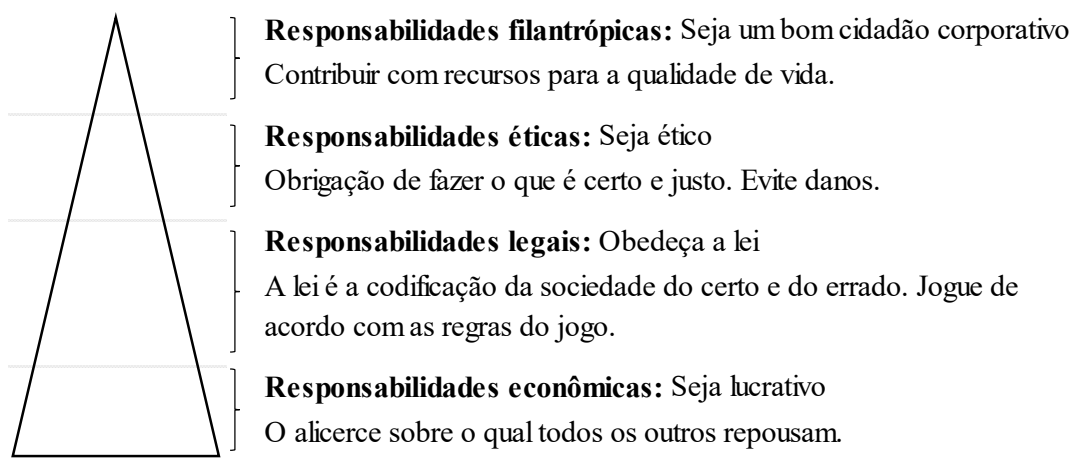 Responsabilidades filantrópicas: Seja um bom cidadão corporativo
Contribuir com recursos para a qualidade de vida.
Responsabilidades éticas: Seja ético
Obrigação de fazer o que é certo e justo. Evite danos.
Responsabilidades legais: Obedeça a lei
A lei é a codificação da sociedade do certo e do errado. Jogue de
acordo com as regras do jogo.
Responsabilidades econômicas: Seja lucrativo
O alicerce sobre o qual todos os outros repousam.